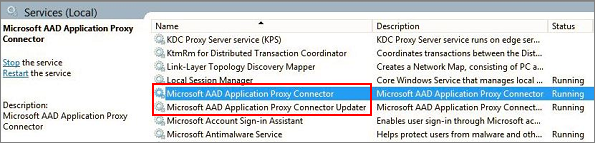 Services (Local)
Microsoft AAD Application Proxy Connector
Stop the service
Restart the service
Description:
Microsoft AAD Application Proxy Connector
Name Description Status
KDC Proxy Server service (KPS) KDC Proxy Server service runs on edge serv...
KtmRm for Distributed Transaction Coordinator Coordinates transactions between the Dist...
Link-Layer Topology Discovery Mapper Creates a Network Map, consisting of PC a...
Local Session Manager Core Windows Service that manages local ... Running
Microsoft AAD Application Proxy Connector Microsoft AAD Application Proxy Connect... Running
Microsoft AAD Application Proxy Connector Updater Microsoft AAD Application Proxy Connect... Running
Microsoft Account Sign-in Assistant Enables user sign-in through Microsoft ac...
Microsoft Antimalware Service Helps protect users from malware and oth... Running